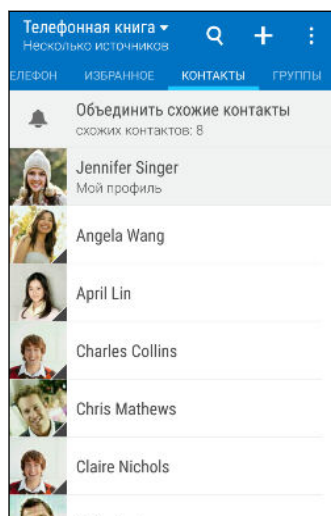 Телефонная книга
Несколько источников
ЕЛЕФОН ИЗБРАННОЕ КОНТАКТЫ ГРУППЫ
Объединить схожие контакты
схожих контактов: 8
Jennifer Singer
Мой профиль
Angela Wang
April Lin
Charles Collins
Chris Mathews
Claire Nichols